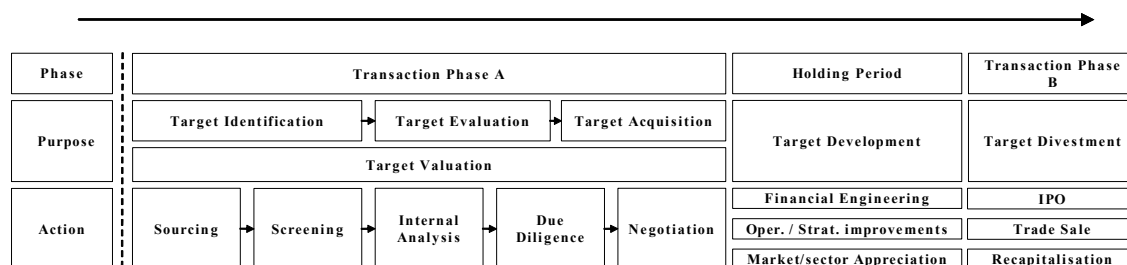 Phase
Transaction Phase A
Holding Period
Transaction Phase
B
Purpose
Target Identification
Target Evaluation
Target Acquisition
Target Valuation
Target Development
Target Divestment
Action
Sourcing
Screening
Internal
Analysis
Due
Diligence
Negotiation
Financial Engineering
IPO
Oper. / Strat. improvements
Trade Sale
Market/sector Appreciation
Recapitalisation